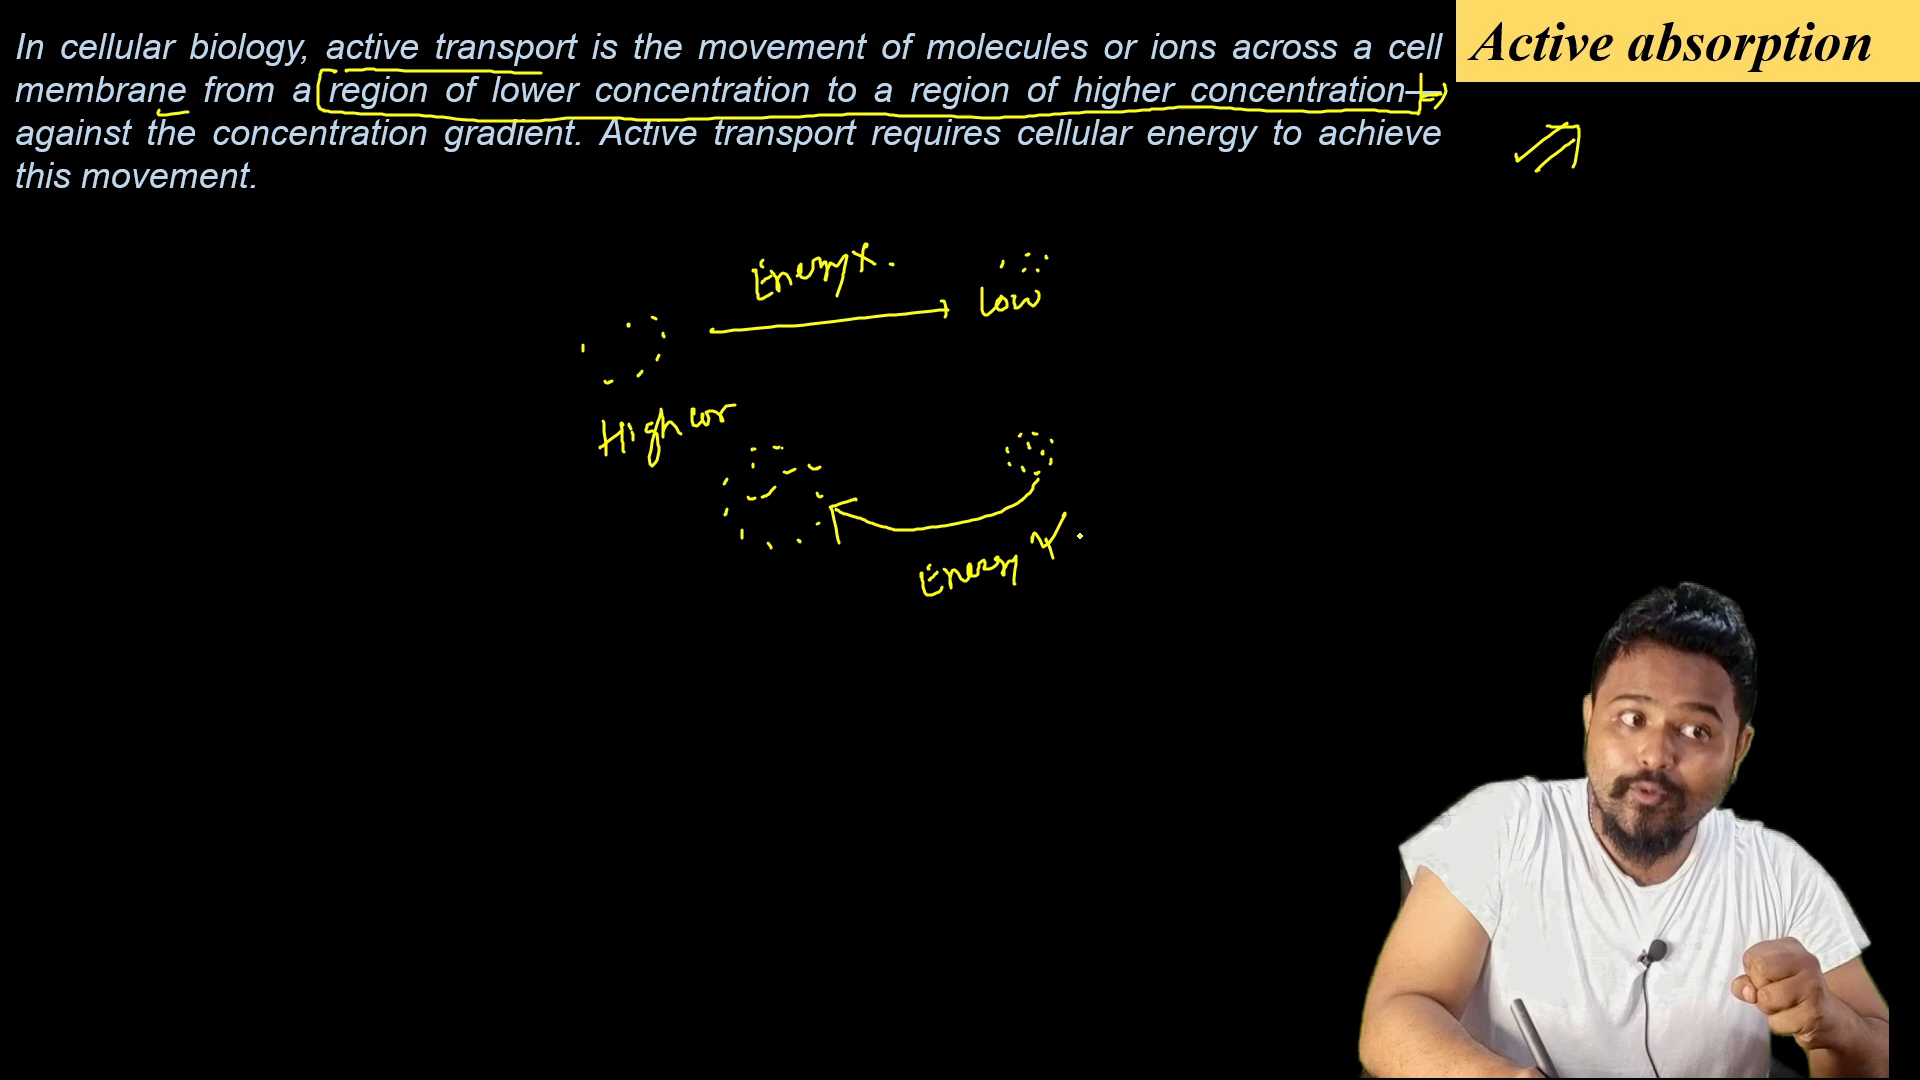 Active absorption
In cellular biology, active transport is the movement of molecules or ions across a cell
membrane from a region of lower concentration to a region of higher concentration—
against the concentration gradient. Active transport requires cellular energy to achieve
this movement.
Energy x.
Low
High con
Energy